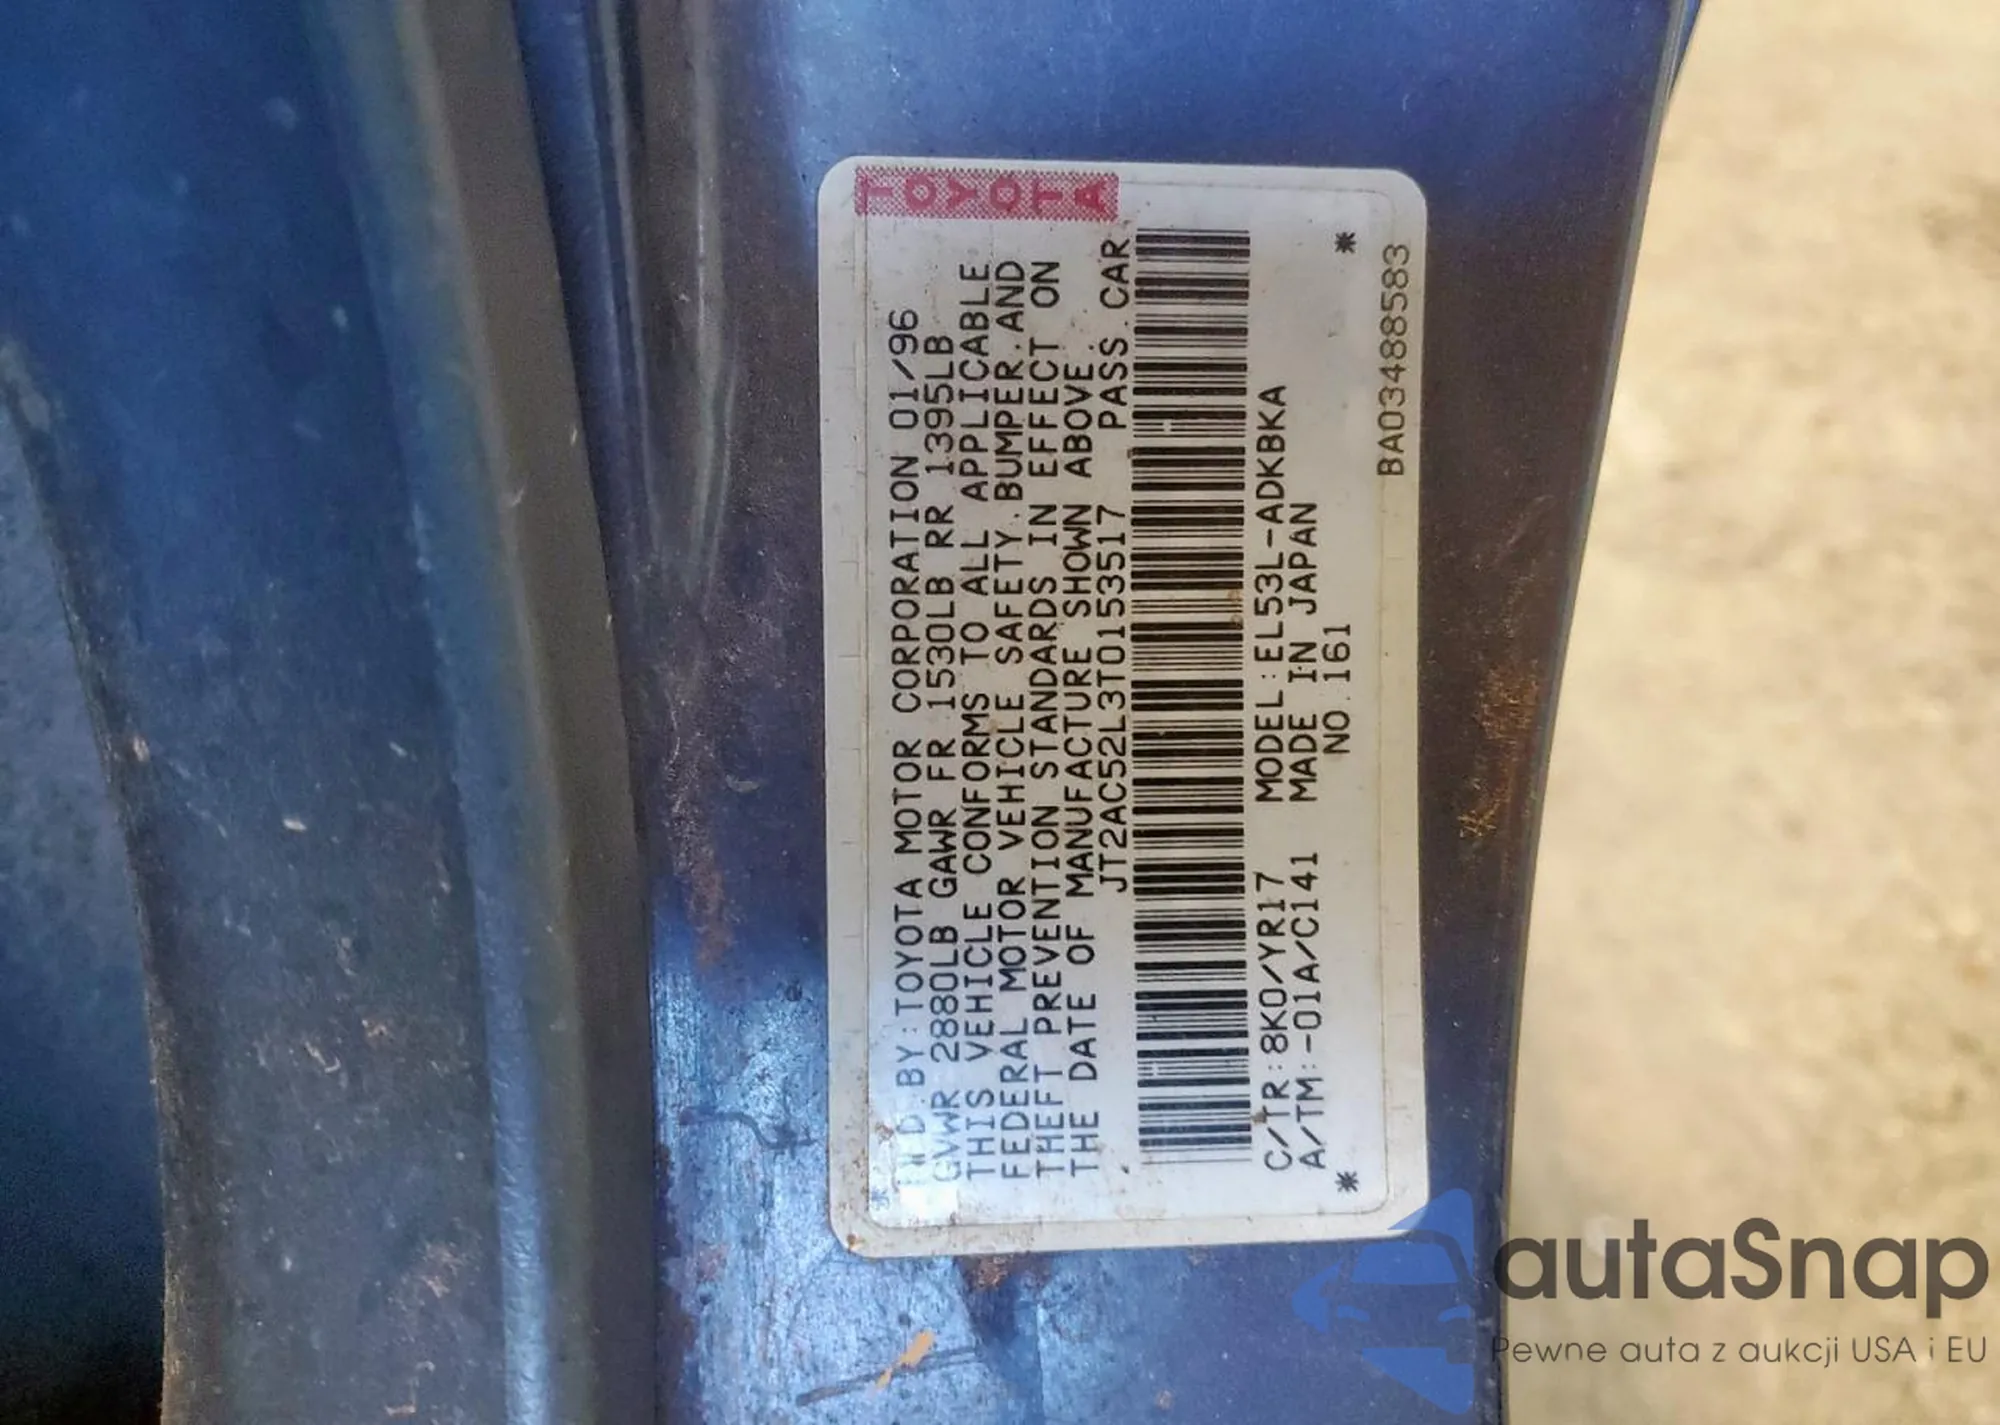 TOYOTA
MFD.BY:TOYOTA MOTOR CORPORATION 01/96
GVWR 2880LB GAWR FR 1530LB RR 1395LB
THIS VEHICLE CONFORMS TO ALL APPLICABLE
FEDERAL MOTOR VEHICLE SAFETY.BUMPER.AND
THEFT PREVENTION STANDARDS IN EFFECT ON
THE DATE OF MANUFACTURE SHOWN ABOVE.
JT2AC52L3T0153517 PASS.CAR
C/TR:8K0/YR17 MODEL:EL53L-ADKBKA
A/TM:-01A/C141 MADE IN JAPAN
NO.161
BA03488583
autaSnap
Pewne auta z aukcji USA i EU